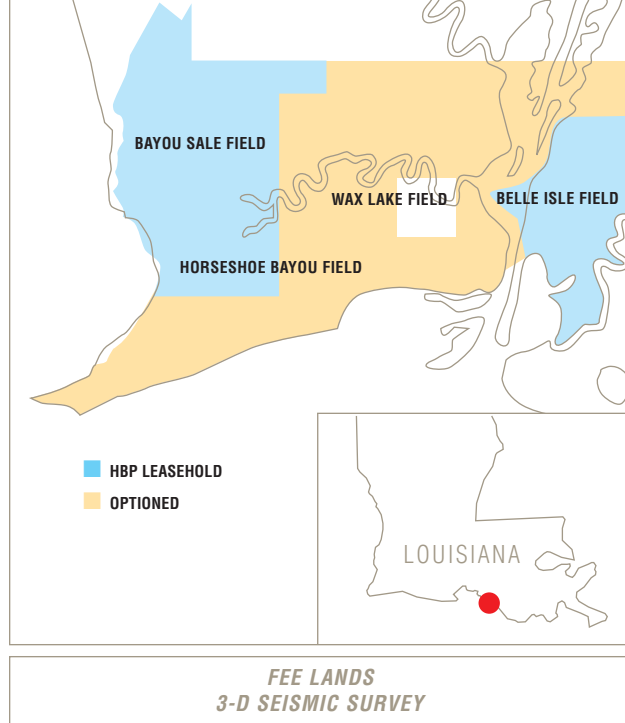 BAYOU SALE FIELD
WAX LAKE FIELD
BELLE ISLE FIELD
HORSESHOE BAYOU FIELD
HBP LEASEHOLD
OPTIONED
LOUISIANA
FEE LANDS
3-D SEISMIC SURVEY